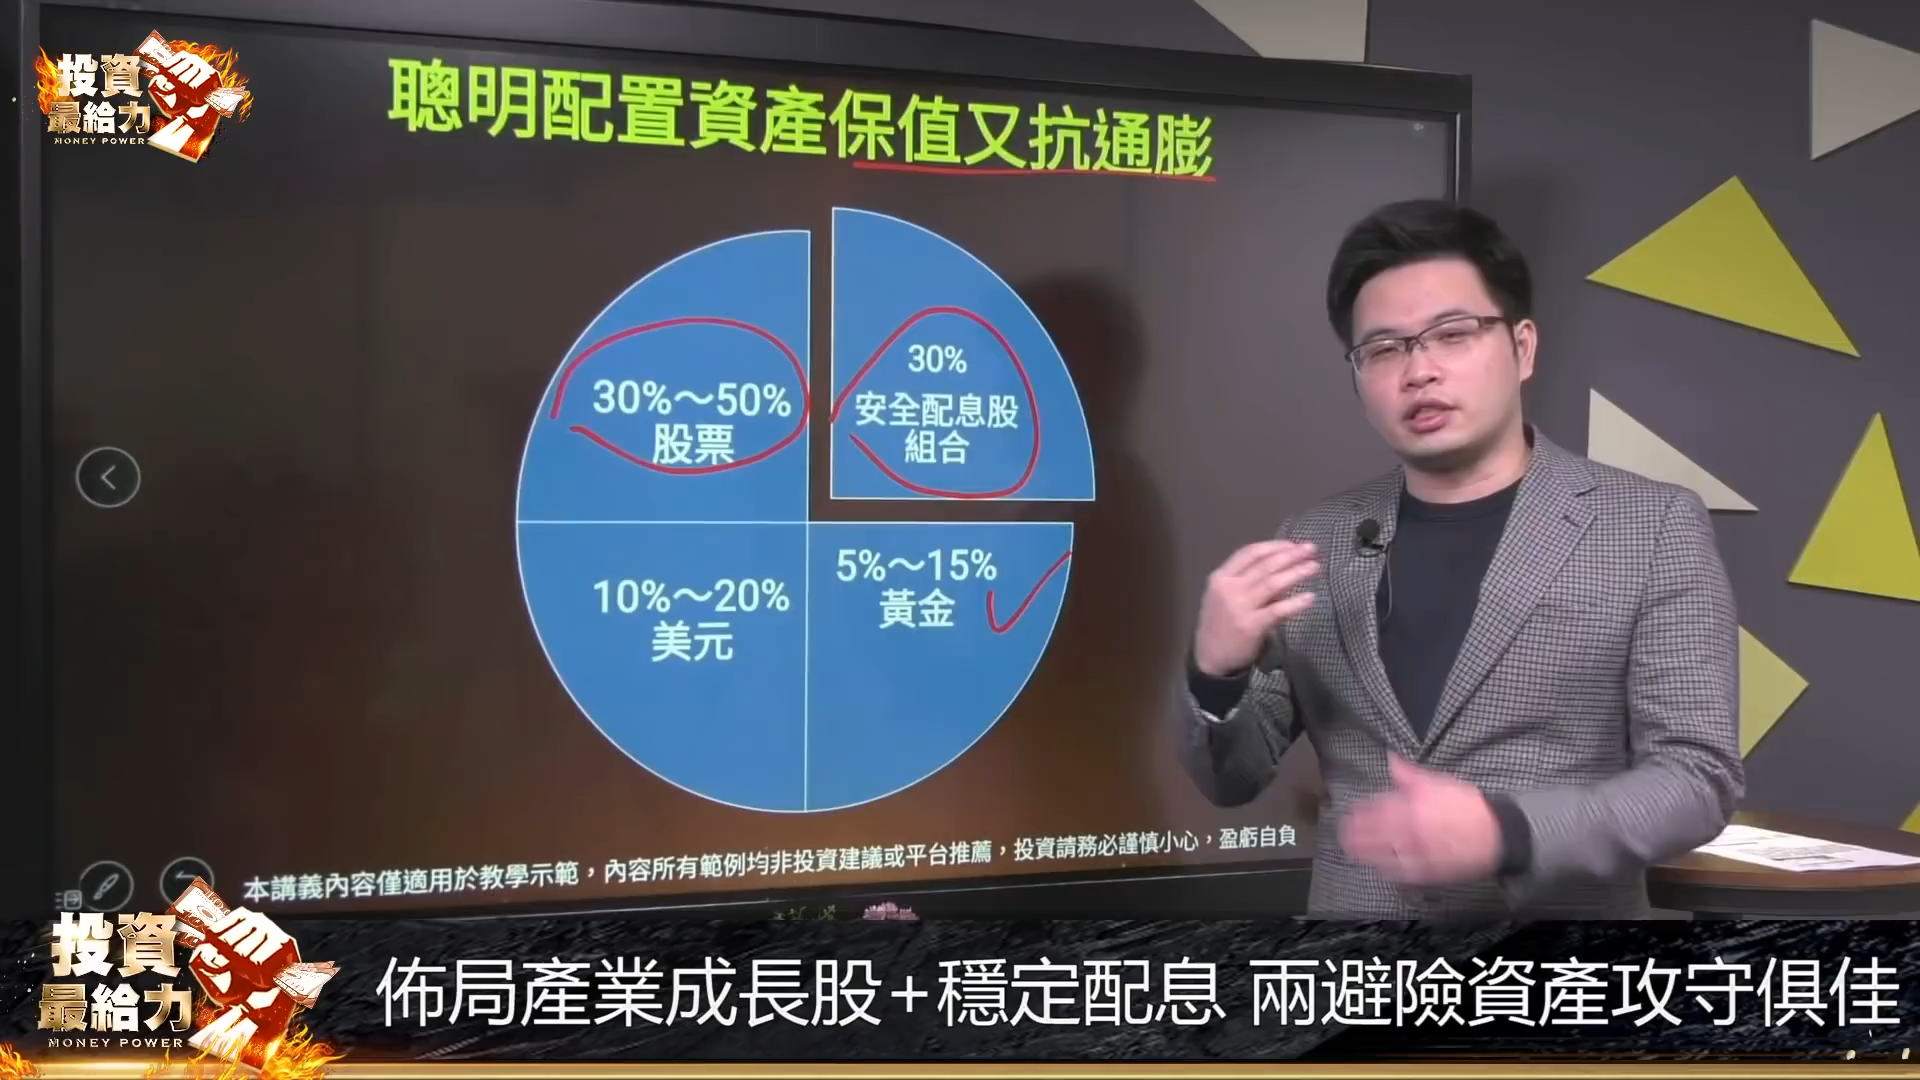 投資
最給力
MONEY POWER
聰明配置資產保值又抗通膨
30%～50%
股票
30%
安全配息股
組合
10%～20%
美元
5%～15%
黃金
本講義內容僅適用於教學示範，內容所有範例均非投資建議或平台推薦，投資請務必謹慎小心，盈虧自負
投資
最給力
MONEY POWER
佈局產業成長股+穩定配息 兩避險資產攻守俱佳